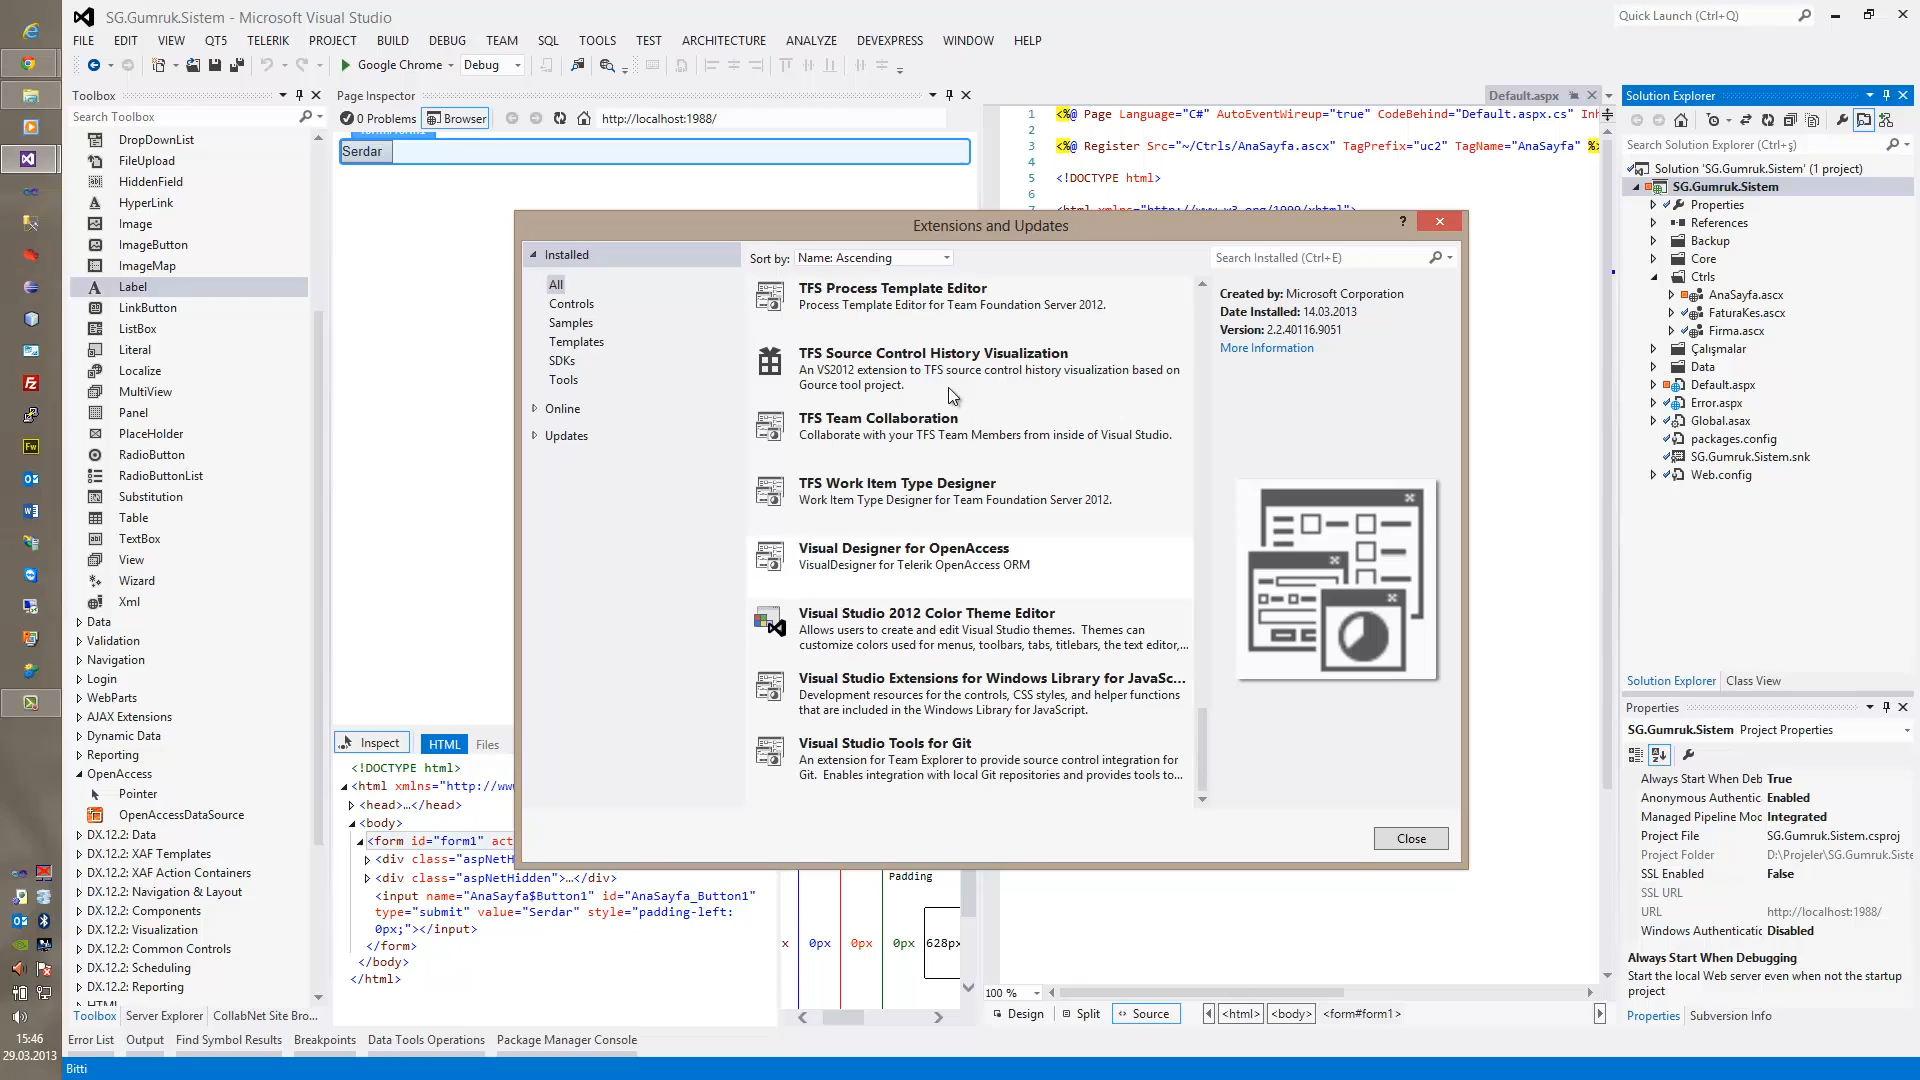 SG.Gumruk.Sistem - Microsoft Visual Studio
Quick Launch (Ctrl+Q)
FILE EDIT VIEW QT5 TELERIK PROJECT BUILD DEBUG TEAM SQL TOOLS TEST ARCHITECTURE ANALYZE DEVEXPRESS WINDOW HELP
Google Chrome Debug
Toolbox
Search Toolbox
DropDownList
FileUpload
HiddenField
HyperLink
Image
ImageButton
ImageMap
Label
LinkButton
ListBox
Literal
Localize
MultiView
Panel
PlaceHolder
RadioButton
RadioButtonList
Substitution
Table
TextBox
View
Wizard
Xml
Data
Validation
Navigation
Login
WebParts
AJAX Extensions
Dynamic Data
Reporting
OpenAccess
Pointer
OpenAccessDataSource
DX.12.2: Data
DX.12.2: XAF Templates
DX.12.2: XAF Action Containers
DX.12.2: Navigation & Layout
DX.12.2: Components
DX.12.2: Visualization
DX.12.2: Common Controls
DX.12.2: Scheduling
DX.12.2: Reporting
HTML
Toolbox Server Explorer CollabNet Site Bro...
Page Inspector
0 Problems Browser http://localhost:1988/
Serdar
Inspect HTML Files
<!DOCTYPE html>
<html xmlns="http://ww
<head>…</head>
<body>
<form id="form1" act
<div class="aspNetH
<div class="aspNetHidden">…</div>
<input name="AnaSayfa$Button1" id="AnaSayfa_Button1"
type="submit" value="Serdar" style="padding-left:
0px;"></input>
</form>
</body>
</html>
Padding
x 0px 0px 0px 628px
Default.aspx
1 <%@ Page Language="C#" AutoEventWireup="true" CodeBehind="Default.aspx.cs" Inh
2
3 <%@ Register Src="~/Ctrls/AnaSayfa.ascx" TagPrefix="uc2" TagName="AnaSayfa" %>
4
5 <!DOCTYPE html>
6
7 <html xmlns="http://www.w3.org/1999/xhtml">
100 %
Design Split Source <html> <body> <form#form1>
Extensions and Updates
?
Installed
All
Controls
Samples
Templates
SDKs
Tools
Online
Updates
Sort by: Name: Ascending
Search Installed (Ctrl+E)
TFS Process Template Editor
Process Template Editor for Team Foundation Server 2012.
TFS Source Control History Visualization
An VS2012 extension to TFS source control history visualization based on
Gource tool project.
TFS Team Collaboration
Collaborate with your TFS Team Members from inside of Visual Studio.
TFS Work Item Type Designer
Work Item Type Designer for Team Foundation Server 2012.
Visual Designer for OpenAccess
VisualDesigner for Telerik OpenAccess ORM
Visual Studio 2012 Color Theme Editor
Allows users to create and edit Visual Studio themes. Themes can
customize colors used for menus, toolbars, tabs, titlebars, the text editor,...
Visual Studio Extensions for Windows Library for JavaSc...
Development resources for the controls, CSS styles, and helper functions
that are included in the Windows Library for JavaScript.
Visual Studio Tools for Git
An extension for Team Explorer to provide source control integration for
Git. Enables integration with local Git repositories and provides tools to...
Created by: Microsoft Corporation
Date Installed: 14.03.2013
Version: 2.2.40116.9051
More Information
Close
Solution Explorer
Search Solution Explorer (Ctrl+ş)
Solution 'SG.Gumruk.Sistem' (1 project)
SG.Gumruk.Sistem
Properties
References
Backup
Core
Ctrls
AnaSayfa.ascx
FaturaKes.ascx
Firma.ascx
Çalışmalar
Data
Default.aspx
Error.aspx
Global.asax
packages.config
SG.Gumruk.Sistem.snk
Web.config
Solution Explorer Class View
Properties
SG.Gumruk.Sistem Project Properties
Always Start When Deb True
Anonymous Authentic Enabled
Managed Pipeline Moc Integrated
Project File SG.Gumruk.Sistem.csproj
Project Folder D:\Projeler\SG.Gumruk.Siste
SSL Enabled False
SSL URL
URL http://localhost:1988/
Windows Authenticatic Disabled
Always Start When Debugging
Start the local Web server even when not the startup
project
Properties Subversion Info
Error List Output Find Symbol Results Breakpoints Data Tools Operations Package Manager Console
Bitti
15:46
29.03.2013